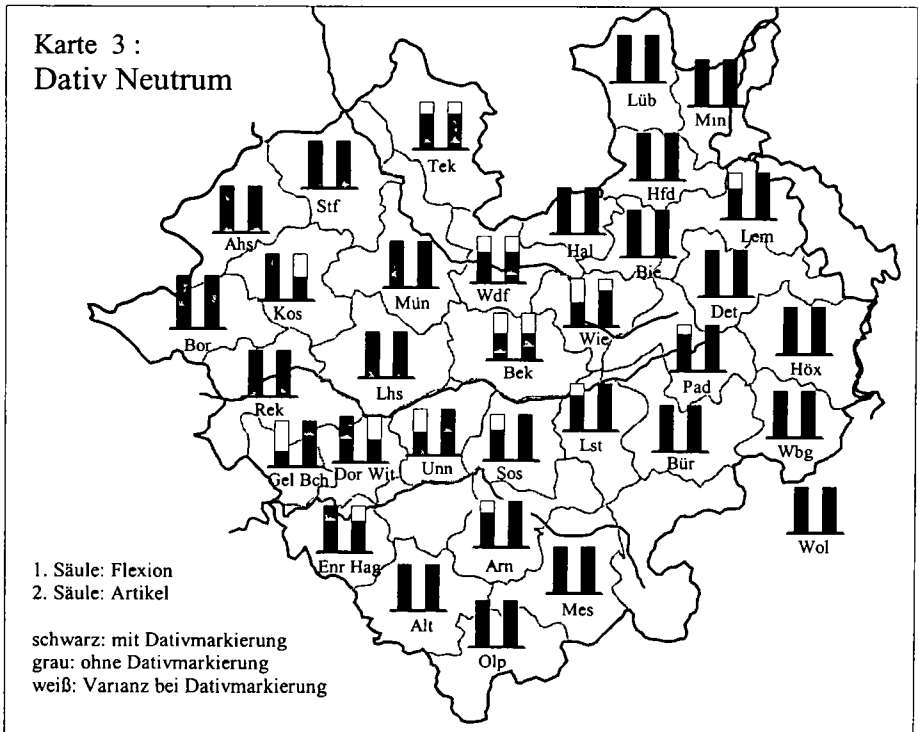 Karte 3 :
Dativ Neutrum
Lüb
Min
Tek
Stf
Hfd
Lem
Ahs
Hal
Bie
Kos
Mün
Wdf
Det
Bor
Wie
Höx
Bek
Pad
Lhs
Rek
Lst
Wbg
Gel Bch
Dor Wit
Unn
Sos
Bür
Wol
Enr Hag
Arn
Mes
Alt
Olp
1. Säule: Flexion
2. Säule: Artikel
schwarz: mit Dativmarkierung
grau: ohne Dativmarkierung
weiß: Varianz bei Dativmarkierung